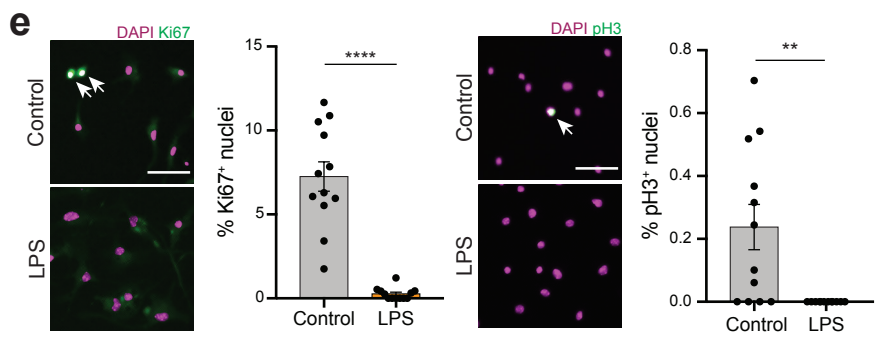 e
DAPI Ki67
Control
LPS
% Ki67⁺ nuclei
15
10
5
0
****
Control LPS
DAPI pH3
Control
LPS
% pH3⁺ nuclei
0.8
0.6
0.4
0.2
0.0
**
Control LPS